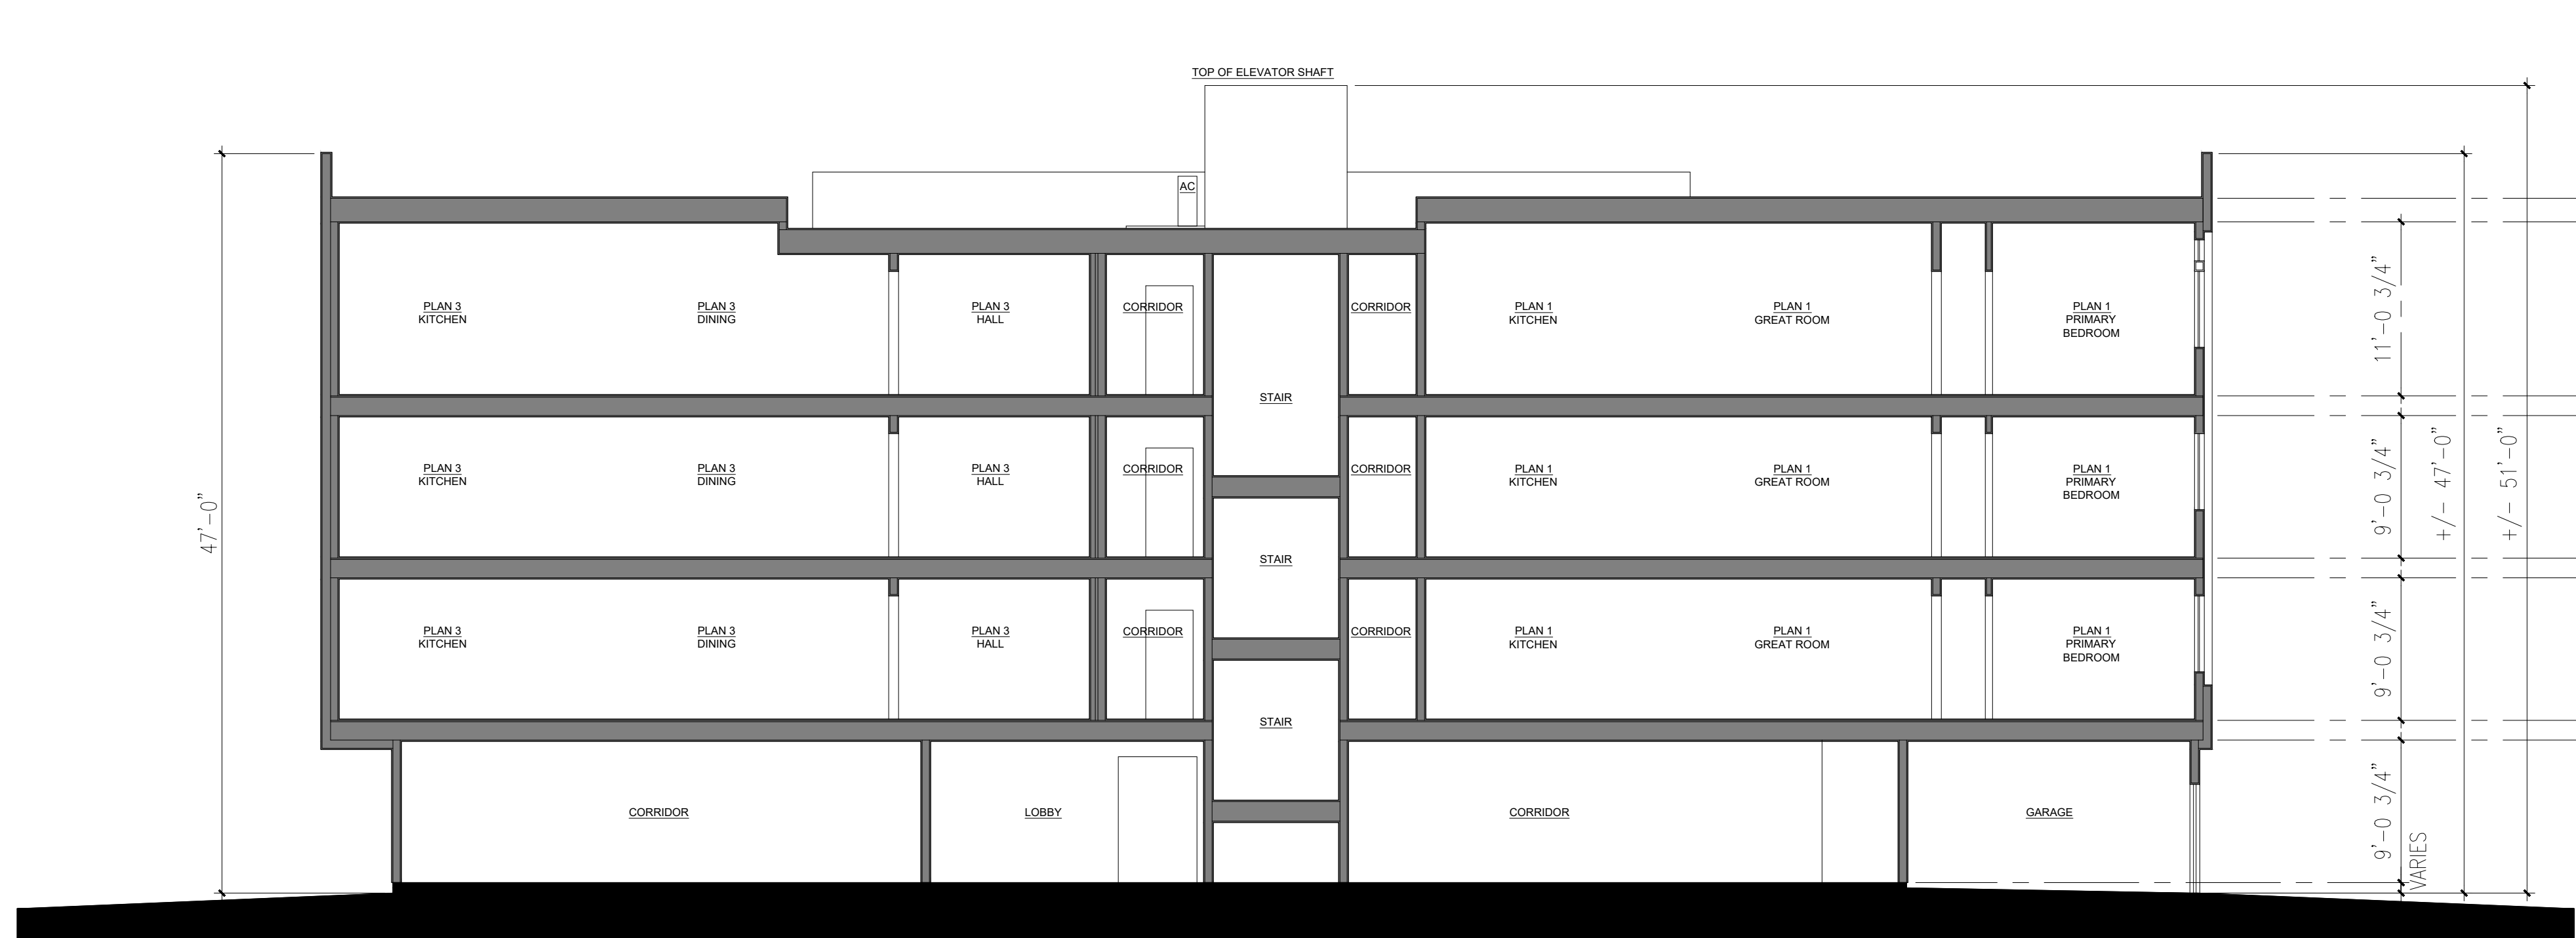 TOP OF ELEVATOR SHAFT
AC
PLAN 3
KITCHEN
PLAN 3
DINING
PLAN 3
HALL
CORRIDOR
CORRIDOR
PLAN 1
KITCHEN
PLAN 1
GREAT ROOM
PLAN 1
PRIMARY
BEDROOM
11'-0 3/4"
STAIR
PLAN 3
KITCHEN
PLAN 3
DINING
PLAN 3
HALL
CORRIDOR
CORRIDOR
PLAN 1
KITCHEN
PLAN 1
GREAT ROOM
PLAN 1
PRIMARY
BEDROOM
9'-0 3/4"
+/- 47'-0"
+/- 51'-0"
47'-0"
STAIR
PLAN 3
KITCHEN
PLAN 3
DINING
PLAN 3
HALL
CORRIDOR
CORRIDOR
PLAN 1
KITCHEN
PLAN 1
GREAT ROOM
PLAN 1
PRIMARY
BEDROOM
9'-0 3/4"
STAIR
CORRIDOR
LOBBY
CORRIDOR
GARAGE
9'-0 3/4"
VARIES